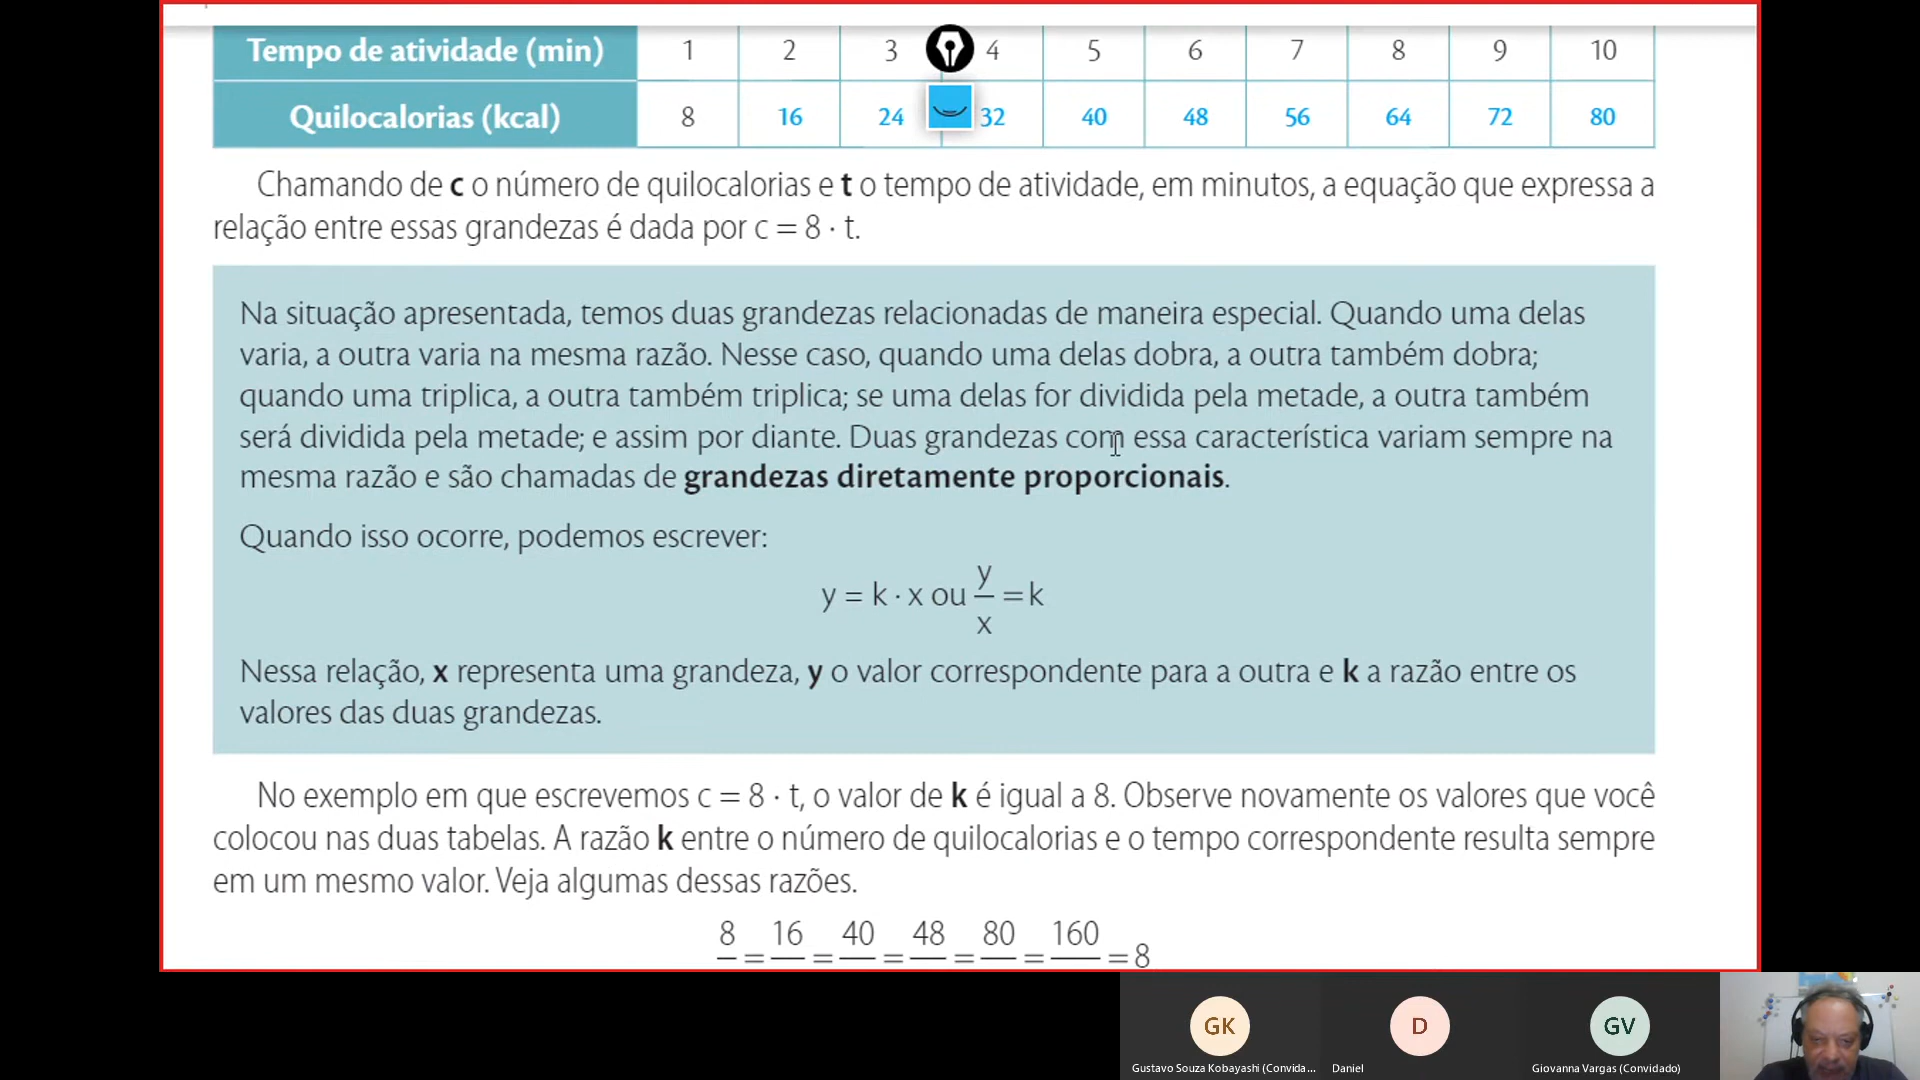 Tempo de atividade (min) 1 2 3 4 5 6 7 8 9 10
Quilocalorias (kcal) 8 16 24 32 40 48 56 64 72 80
Chamando de c o número de quilocalorias e t o tempo de atividade, em minutos, a equação que expressa a
relação entre essas grandezas é dada por c = 8 · t.
Na situação apresentada, temos duas grandezas relacionadas de maneira especial. Quando uma delas
varia, a outra varia na mesma razão. Nesse caso, quando uma delas dobra, a outra também dobra;
quando uma triplica, a outra também triplica; se uma delas for dividida pela metade, a outra também
será dividida pela metade; e assim por diante. Duas grandezas com essa característica variam sempre na
mesma razão e são chamadas de grandezas diretamente proporcionais.
Quando isso ocorre, podemos escrever:
y = k · x ou y/x = k
Nessa relação, x representa uma grandeza, y o valor correspondente para a outra e k a razão entre os
valores das duas grandezas.
No exemplo em que escrevemos c = 8 · t, o valor de k é igual a 8. Observe novamente os valores que você
colocou nas duas tabelas. A razão k entre o número de quilocalorias e o tempo correspondente resulta sempre
em um mesmo valor. Veja algumas dessas razões.
8 = 16 = 40 = 48 = 80 = 160 = 8
GK D GV
Gustavo Souza Kobayashi (Convida... Daniel Giovanna Vargas (Convidado)